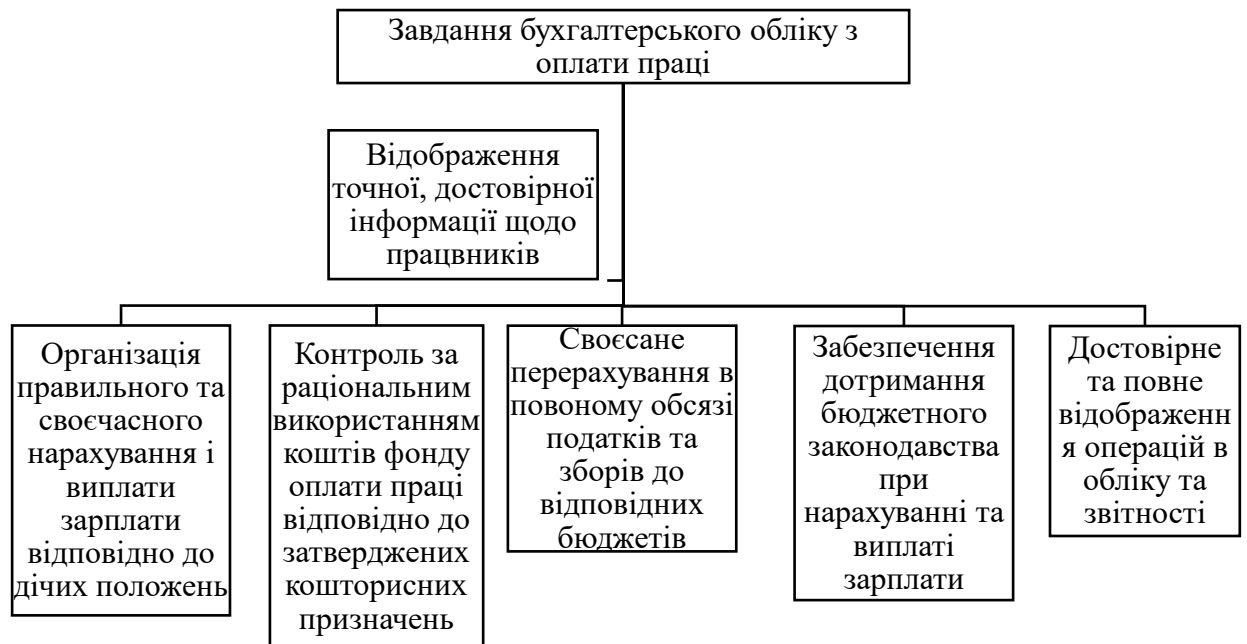 Завдання бухгалтерського обліку з
оплати праці
Відображення
точної, достовірної
інформації щодо
працвників
Організація
правильного та
своєчасного
нарахування і
виплати
зарплати
відповідно до
дічих положень
Контроль за
раціональним
використанням
коштів фонду
оплати праці
відповідно до
затверджених
кошторисних
призначень
Своєсане
перерахування в
повоному обсязі
податків та
зборів до
відповідних
бюджетів
Забезпечення
дотримання
бюджетного
законодавства
при
нарахуванні та
виплаті
зарплати
Достовірне
та повне
відображенн
я операцій в
обліку та
звітності